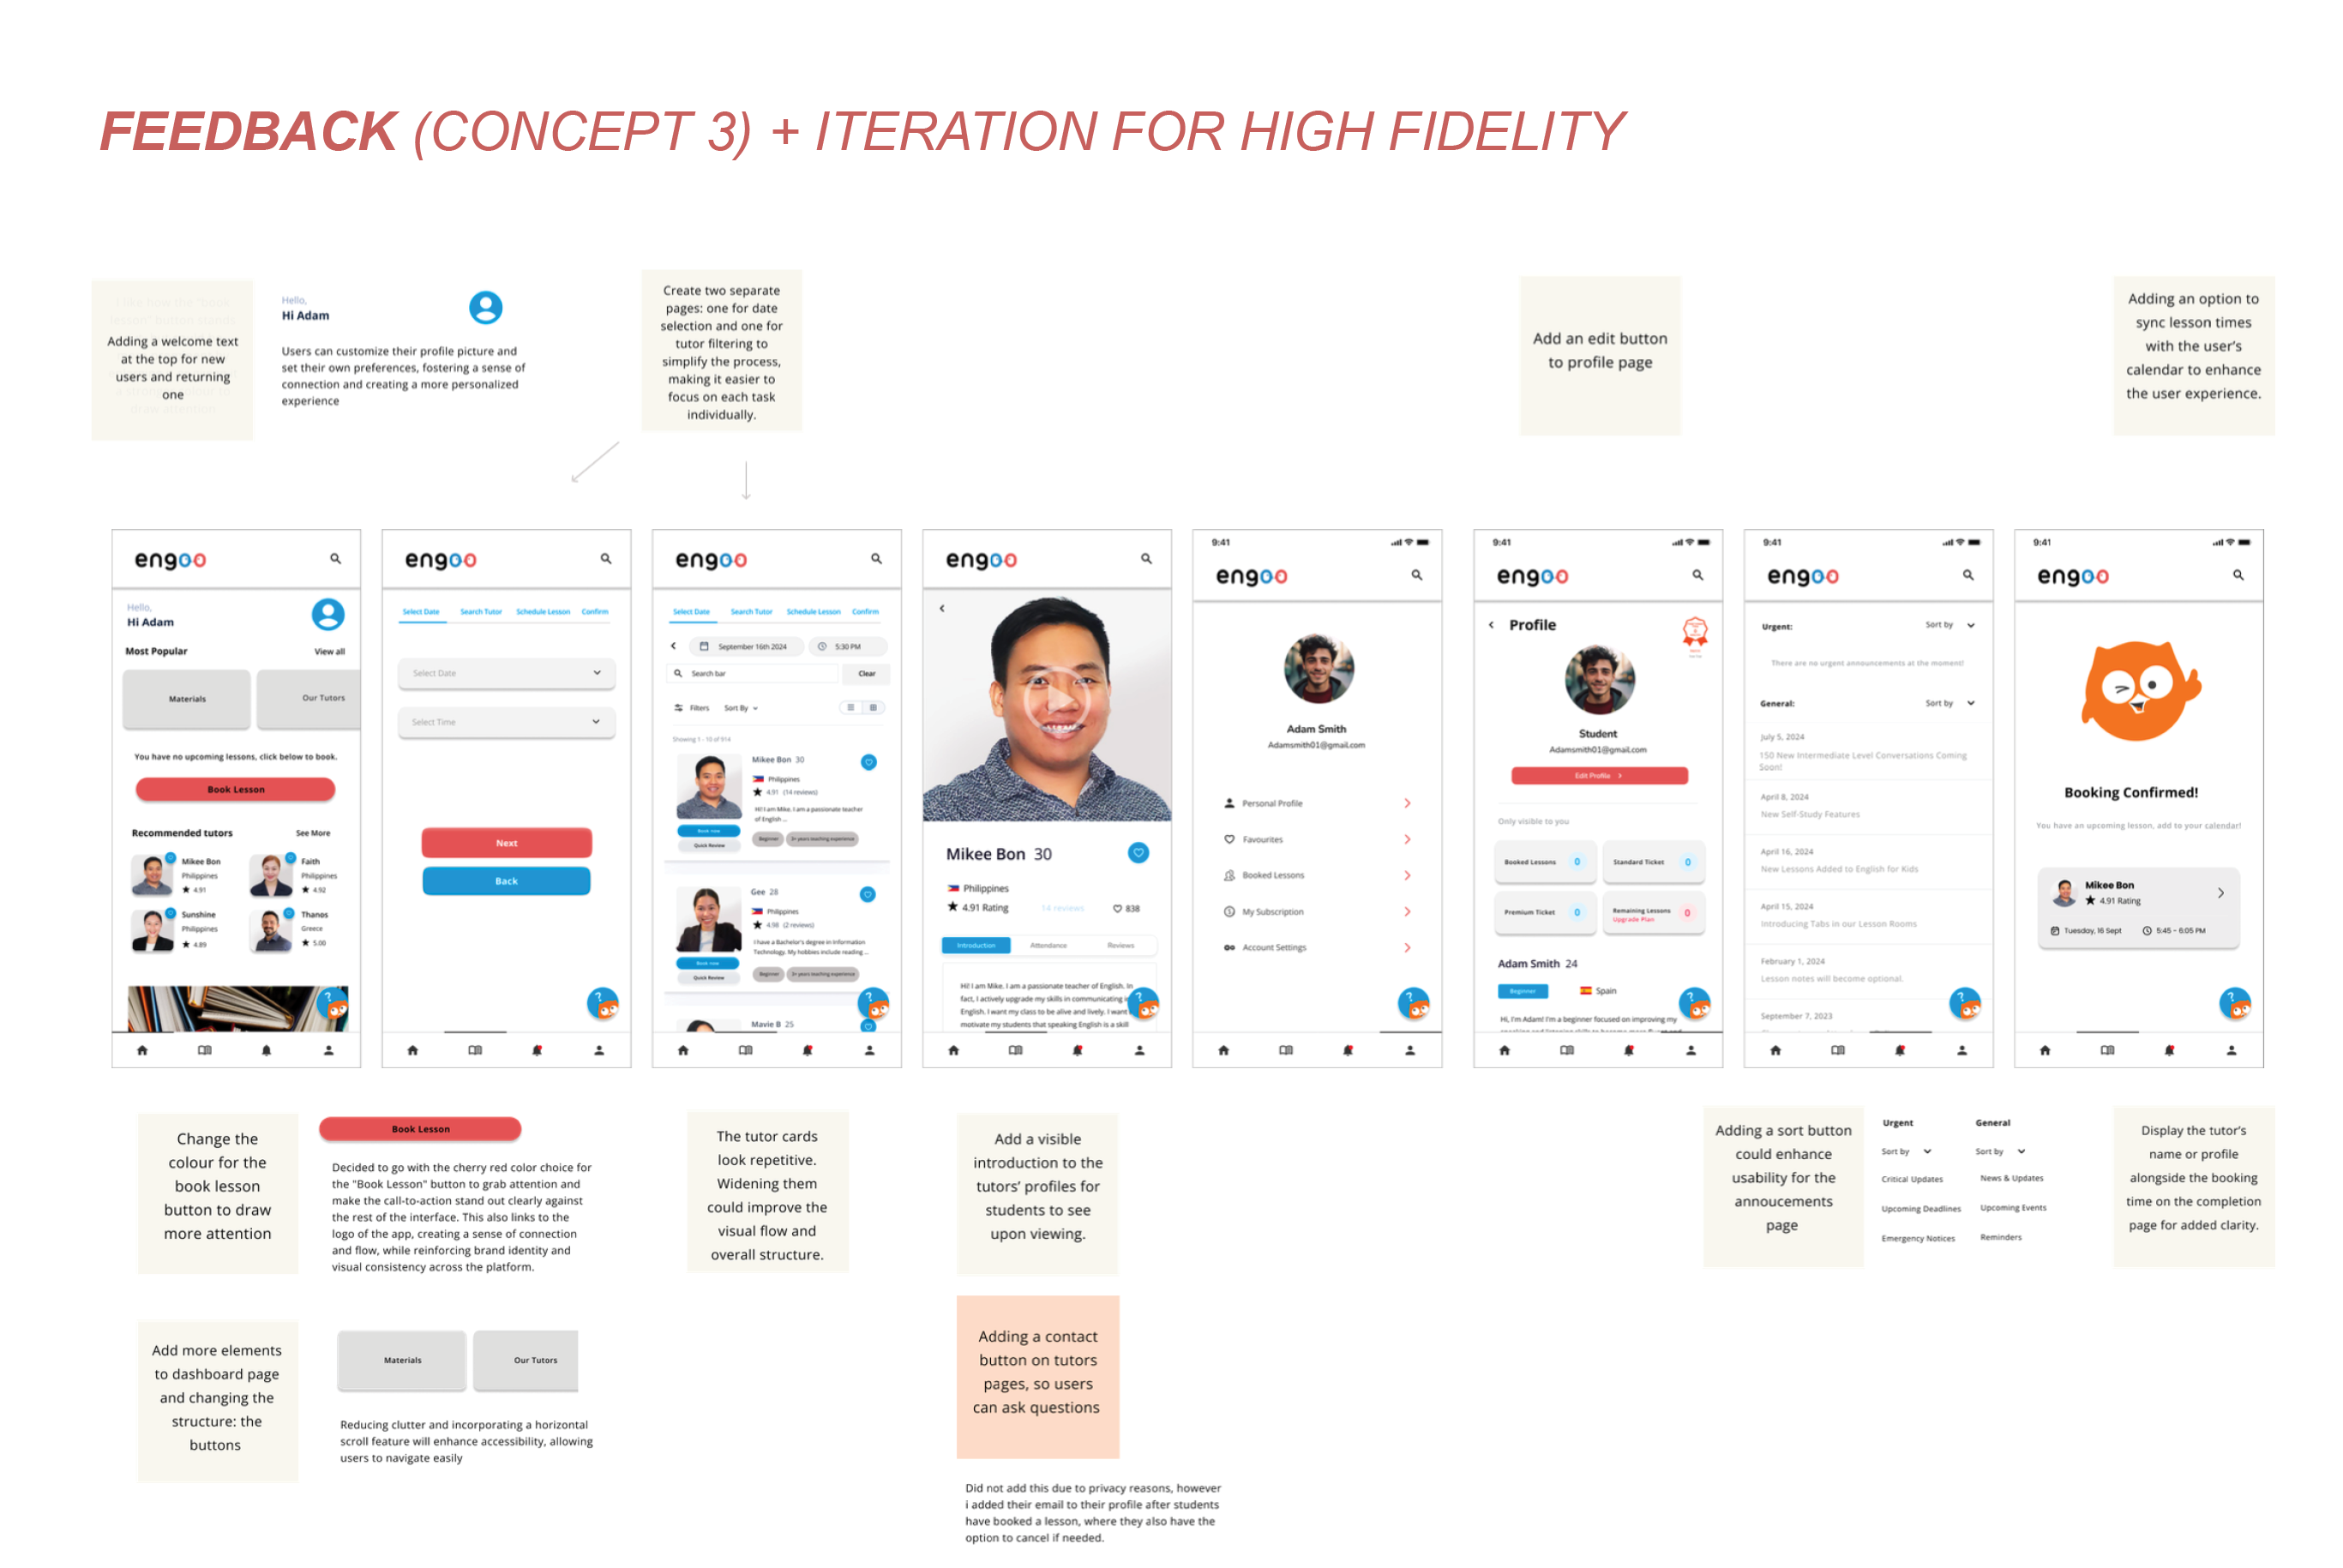 FEEDBACK (CONCEPT 3) + ITERATION FOR HIGH FIDELITY
Adding a welcome text
at the top for new
users and returning
one
Hello,
Hi Adam
Users can customize their profile picture and
set their own preferences, fostering a sense of
connection and creating a more personalized
experience
Create two separate
pages: one for date
selection and one for
tutor filtering to
simplify the process,
making it easier to
focus on each task
individually.
Add an edit button
to profile page
Adding an option to
sync lesson times
with the user's
calendar to enhance
the user experience.
engoo
Hello,
Hi Adam
Most Popular View all
Materials Our Tutors
You have no upcoming lessons, click below to book.
Book Lesson
Recommended tutors See More
Mikee Bon
Philippines
★ 4.91
Faith
Philippines
★ 4.92
Sunshine
Philippines
★ 4.89
Thanos
Greece
★ 5.00
engoo
Select Date Search Tutor Schedule Lesson Confirm
Select Date
Select Time
Next
Back
engoo
Select Date Search Tutor Schedule Lesson Confirm
September 16th 2024 5:30 PM
Search bar Clear
Filters Sort By
Showing 1 - 10 of 914
Mikee Bon 30
Philippines
★ 4.91 (14 reviews)
Hi! I am Mike. I am a passionate teacher
of English ...
Book now
Quick Review
Beginner 3+ years teaching experience
Gee 28
Philippines
★ 4.98 (2 reviews)
I have a Bachelor's degree in Information
Technology. My hobbies include reading ...
Book now
Quick Review
Beginner 3+ years teaching experience
Mavie B 25
engoo
Mikee Bon 30
Philippines
★ 4.91 Rating 14 reviews 838
Introduction Attendance Reviews
Hi! I am Mike. I am a passionate teacher of English. In
fact, I actively upgrade my skills in communicating
English. I want my class to be alive and lively. I want
motivate my students that speaking English is a skill
9:41
engoo
Adam Smith
Adamsmith01@gmail.com
Personal Profile
Favourites
Booked Lessons
My Subscription
Account Settings
9:41
engoo
Profile
Student
Adamsmith01@gmail.com
Edit Profile
Only visible to you
Booked Lessons 0
Standard Ticket 0
Premium Ticket 0
Remaining Lessons 0
Upgrade Plan
Adam Smith 24
Beginner Spain
Hi, I'm Adam! I'm a beginner focused on improving my
9:41
engoo
Urgent: Sort by
There are no urgent announcements at the moment!
General: Sort by
July 5, 2024
150 New Intermediate Level Conversations Coming
Soon!
April 8, 2024
New Self-Study Features
April 16, 2024
New Lessons Added to English for Kids
April 15, 2024
Introducing Tabs in our Lesson Rooms
February 1, 2024
Lesson notes will become optional.
September 7, 2023
9:41
engoo
Booking Confirmed!
You have an upcoming lesson, add to your calendar!
Mikee Bon
★ 4.91 Rating
Tuesday, 16 Sept 5:45 - 6:05 PM
Change the
colour for the
book lesson
button to draw
more attention
Book Lesson
Decided to go with the cherry red color choice for
the "Book Lesson" button to grab attention and
make the call-to-action stand out clearly against
the rest of the interface. This also links to the
logo of the app, creating a sense of connection
and flow, while reinforcing brand identity and
visual consistency across the platform.
The tutor cards
look repetitive.
Widening them
could improve the
visual flow and
overall structure.
Add a visible
introduction to the
tutors' profiles for
students to see
upon viewing.
Adding a sort button
could enhance
usability for the
annoucements
page
Urgent
Sort by
Critical Updates
Upcoming Deadlines
Emergency Notices
General
Sort by
News & Updates
Upcoming Events
Reminders
Display the tutor's
name or profile
alongside the booking
time on the completion
page for added clarity.
Add more elements
to dashboard page
and changing the
structure: the
buttons
Materials Our Tutors
Reducing clutter and incorporating a horizontal
scroll feature will enhance accessibility, allowing
users to navigate easily
Adding a contact
button on tutors
pages, so users
can ask questions
Did not add this due to privacy reasons, however
i added their email to their profile after students
have booked a lesson, where they also have the
option to cancel if needed.